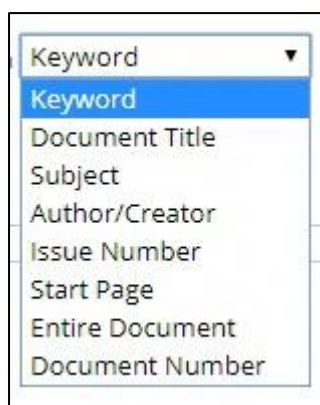 Keyword
Keyword
Document Title
Subject
Author/Creator
Issue Number
Start Page
Entire Document
Document Number